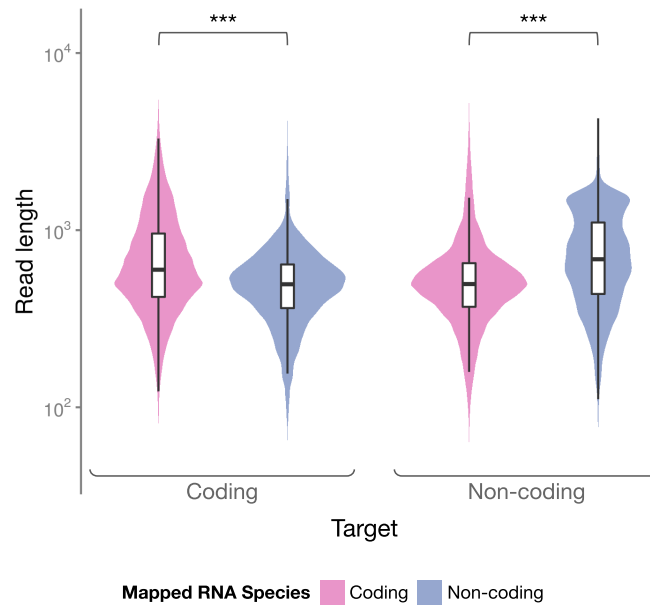 *** ***
10⁴
Read length
10³
10²
Coding Non-coding
Target
Mapped RNA Species Coding Non-coding